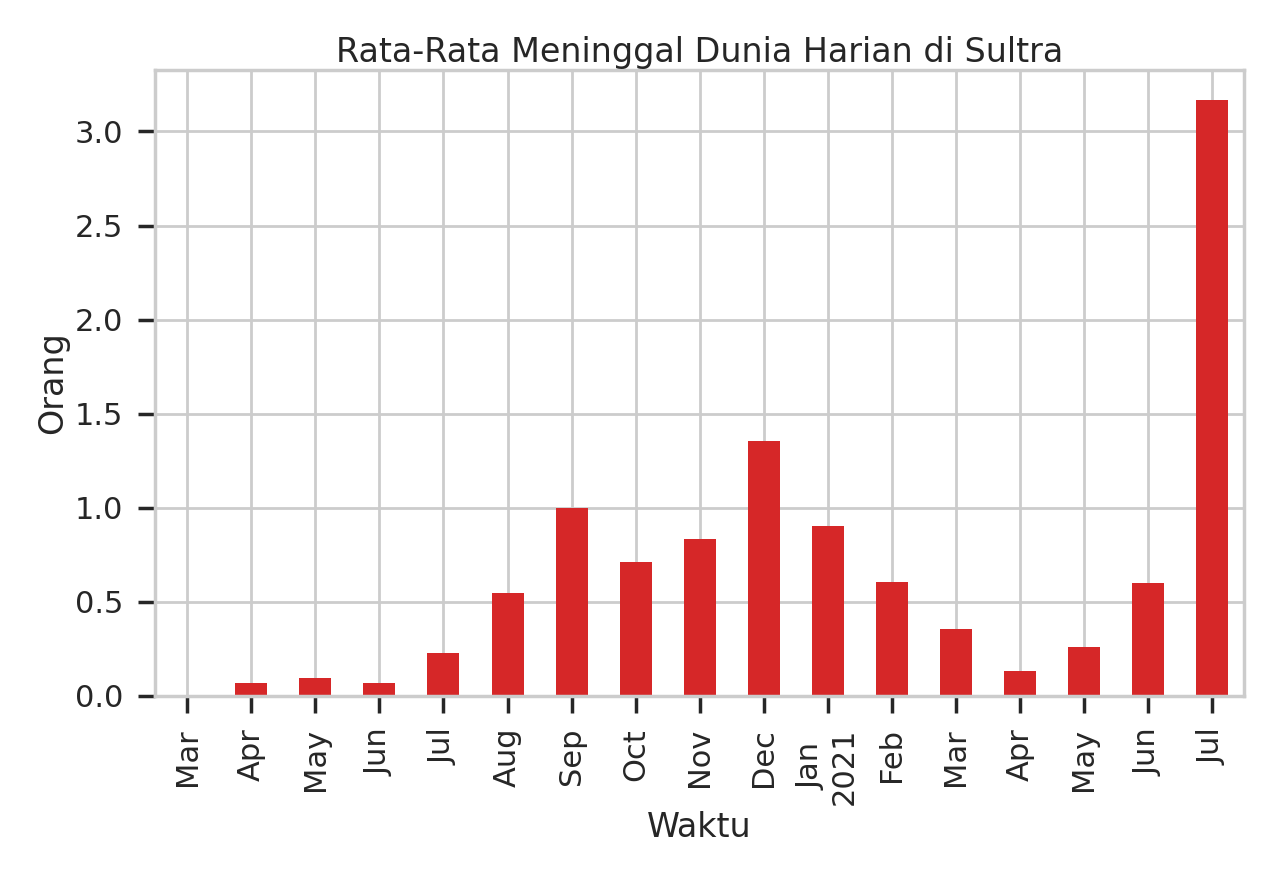 Rata-Rata Meninggal Dunia Harian di Sultra
3.0
2.5
2.0
1.5
1.0
0.5
0.0
Orang
Mar
Apr
May
Jun
Jul
Aug
Sep
Oct
Nov
Dec
Jan
2021
Feb
Mar
Apr
May
Jun
Jul
Waktu